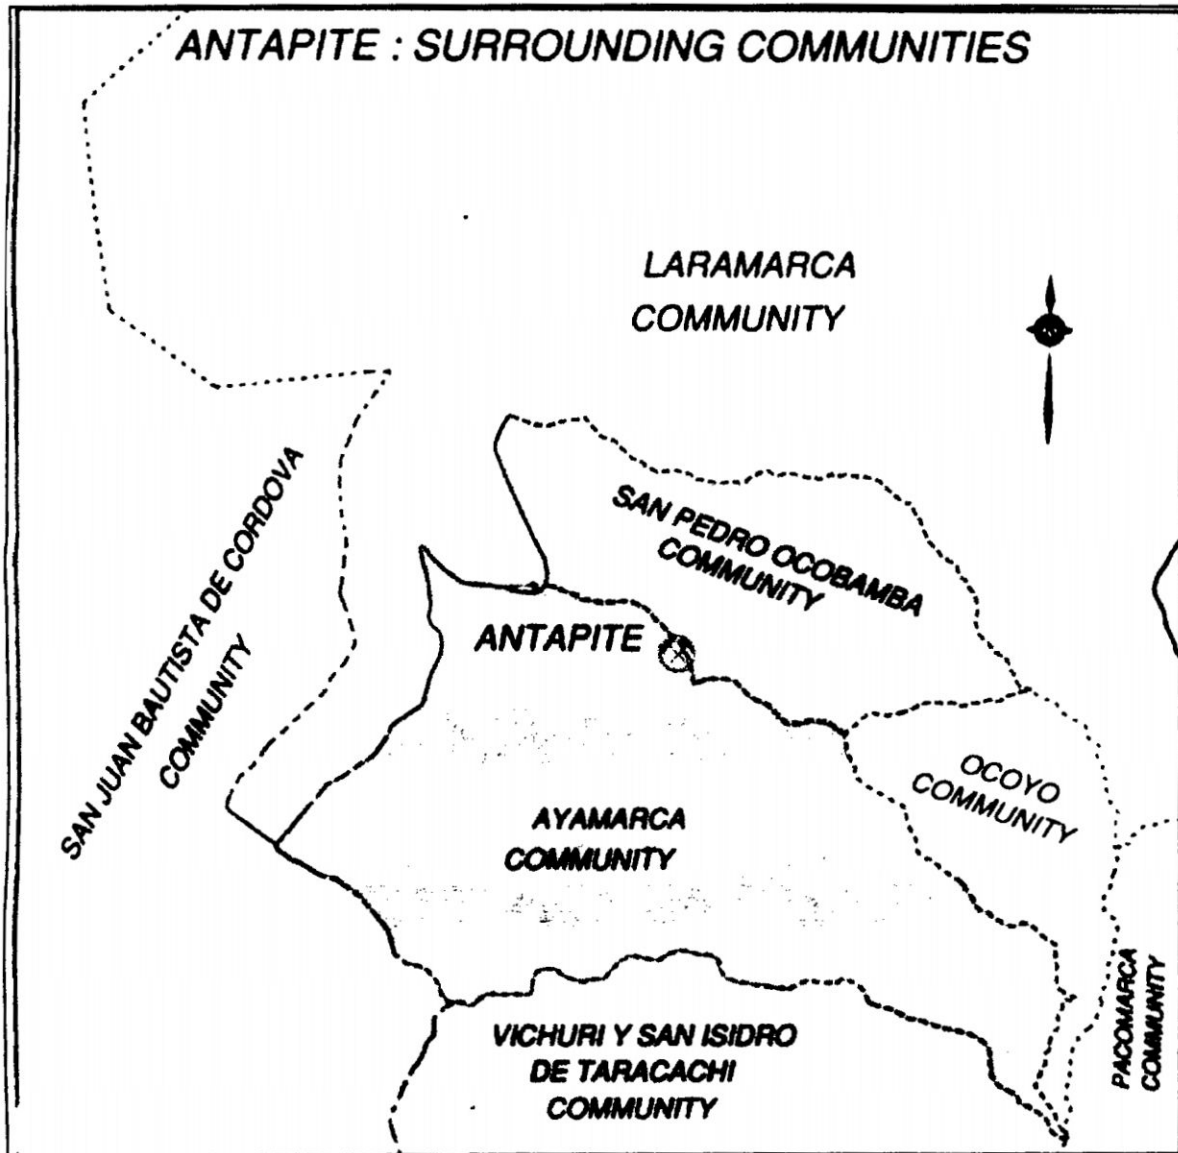 ANTAPITE : SURROUNDING COMMUNITIES
LARAMARCA
COMMUNITY
SAN JUAN BAUTISTA DE CORDOVA
COMMUNITY
SAN PEDRO OCOBAMBA
COMMUNITY
ANTAPITE
OCOYO
COMMUNITY
AYAMARCA
COMMUNITY
PACOMARCA
COMMUNITY
VICHURI Y SAN ISIDRO
DE TARACACHI
COMMUNITY